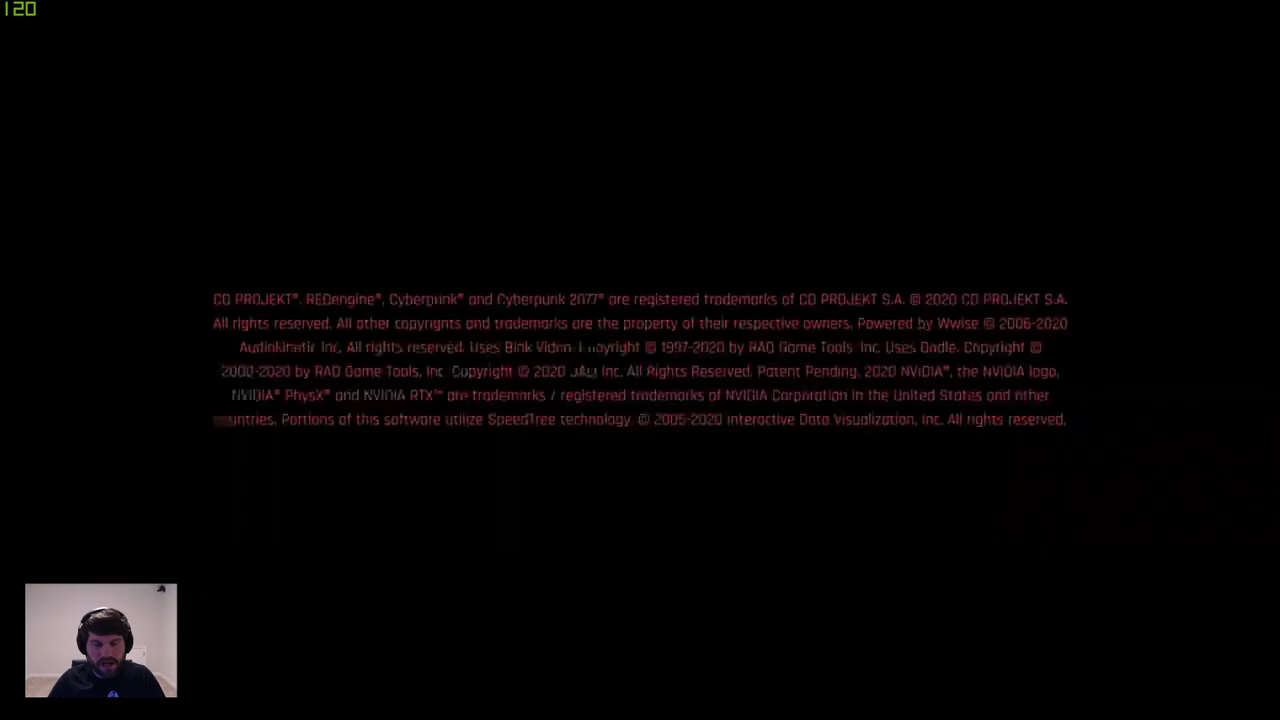 120
CD PROJEKT®, REDengine®, Cyberpunk® and Cyberpunk 2077® are registered trademarks of CD PROJEKT S.A. © 2020 CD PROJEKT S.A.
All rights reserved. All other copyrights and trademarks are the property of their respective owners. Powered by Wwise © 2006-2020
Audiokinetic Inc. All rights reserved. Uses Bink Video. Copyright © 1997-2020 by RAD Game Tools, Inc. Uses Oodle. Copyright ©
2008-2020 by RAD Game Tools, Inc. Copyright © 2020 JALI Inc. All Rights Reserved. Patent Pending. 2020 NVIDIA®, the NVIDIA logo,
NVIDIA® PhysX® and NVIDIA RTX™ are trademarks / registered trademarks of NVIDIA Corporation in the United States and other
countries. Portions of this software utilize SpeedTree technology. © 2005-2020 Interactive Data Visualization, Inc. All rights reserved.